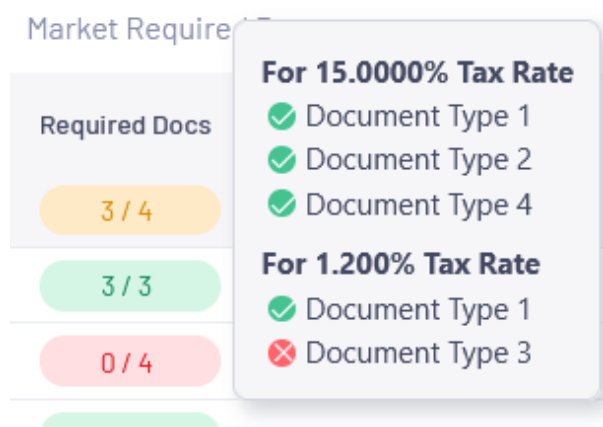 Market Require
Required Docs
3 / 4
3 / 3
0 / 4
For 15.0000% Tax Rate
Document Type 1
Document Type 2
Document Type 4
For 1.200% Tax Rate
Document Type 1
Document Type 3